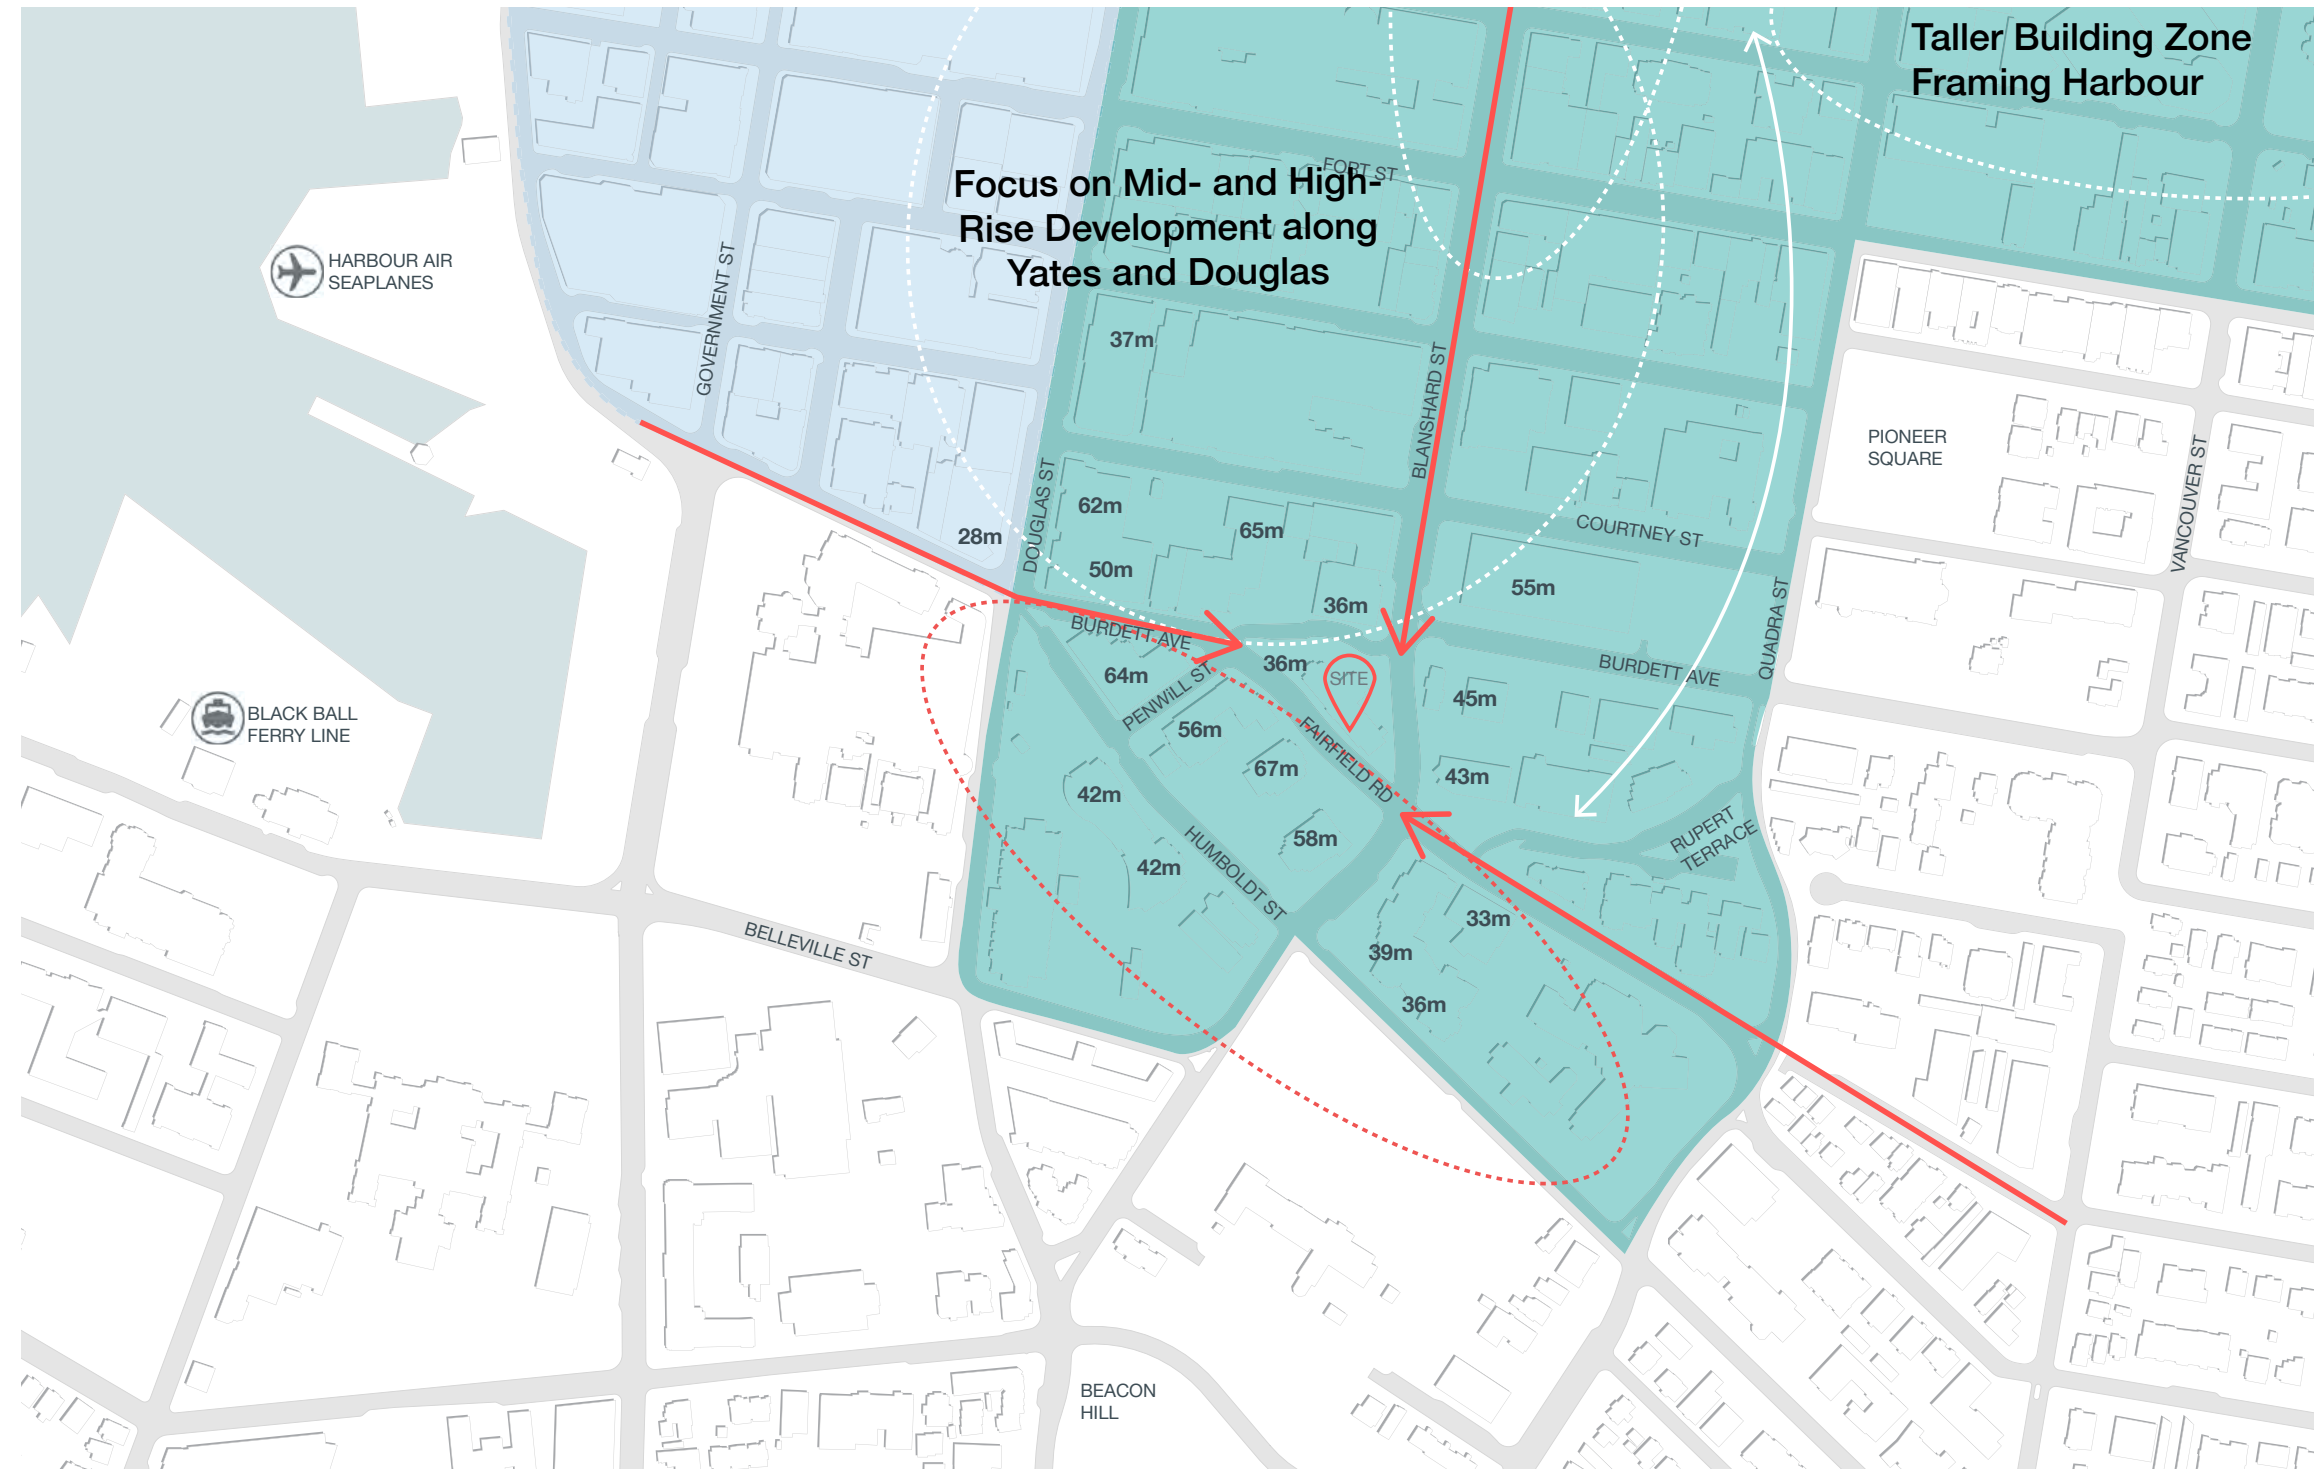 Taller Building Zone
Framing Harbour
FORT ST
Focus on Mid- and High-
Rise Development along
Yates and Douglas
HARBOUR AIR
SEAPLANES
GOVERNMENT ST
37m
BLANSHARD ST
PIONEER
SQUARE
VANCOUVER ST
DOUGLAS ST
62m
65m
28m
COURTNEY ST
50m
55m
36m
QUADRA ST
BURDETT AVE
36m
SITE
BURDETT AVE
64m
PENWiLL ST
45m
BLACK BALL
FERRY LINE
56m
FAIRFIELD RD
67m
43m
42m
58m
RUPERT
TERRACE
HUMBOLDT ST
42m
33m
BELLEVILLE ST
39m
36m
BEACON
HILL